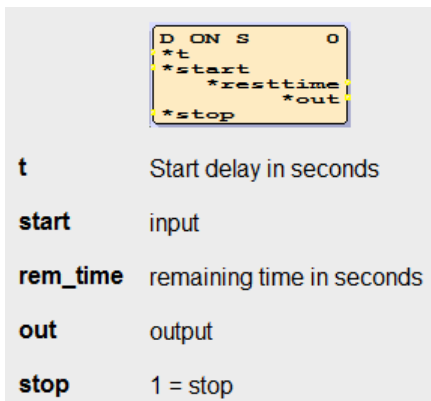 D ON S 0
*t
*start
*resttime
*out
*stop
t Start delay in seconds
start input
rem_time remaining time in seconds
out output
stop 1 = stop